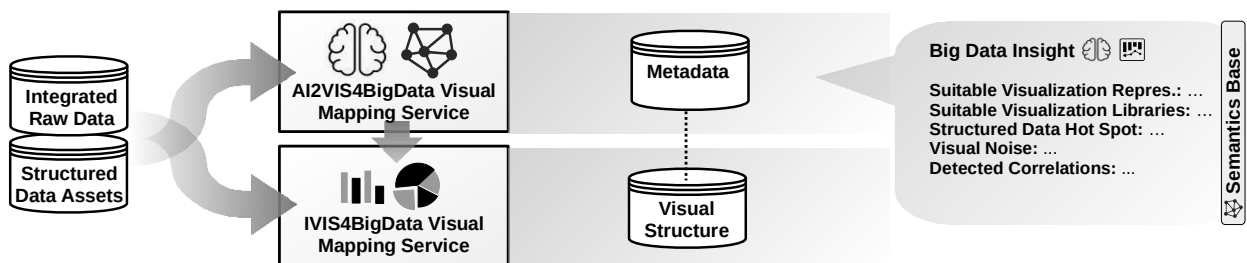 Integrated
Raw Data
Structured
Data Assets
AI2VIS4BigData Visual
Mapping Service
IVIS4BigData Visual
Mapping Service
Metadata
Visual
Structure
Big Data Insight
Suitable Visualization Repres.: ...
Suitable Visualization Libraries: ...
Structured Data Hot Spot: ...
Visual Noise: ...
Detected Correlations: ...
Semantics Base